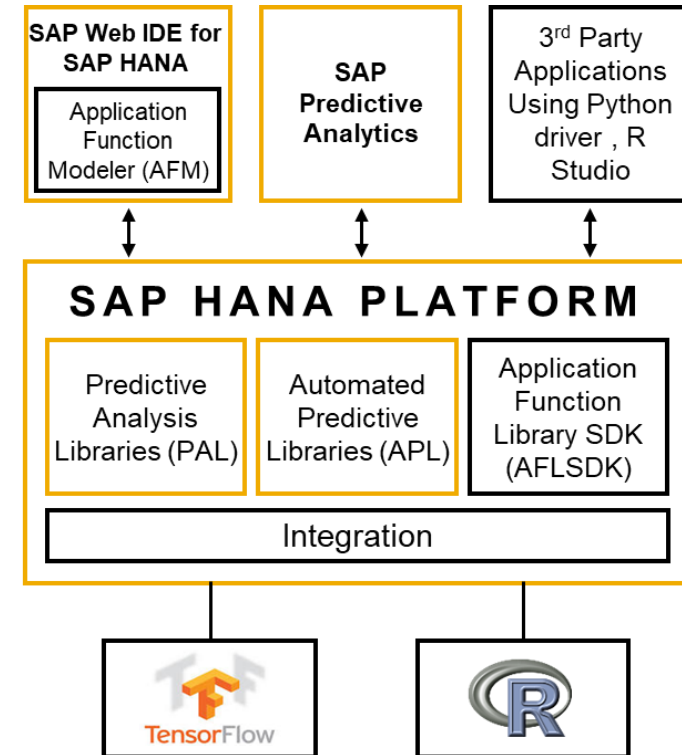 SAP Web IDE for
SAP HANA
Application
Function
Modeler (AFM)
SAP
Predictive
Analytics
3rd Party
Applications
Using Python
driver , R
Studio
SAP HANA PLATFORM
Predictive
Analysis
Libraries (PAL)
Automated
Predictive
Libraries (APL)
Application
Function
Library SDK
(AFLSDK)
Integration
TensorFlow
R